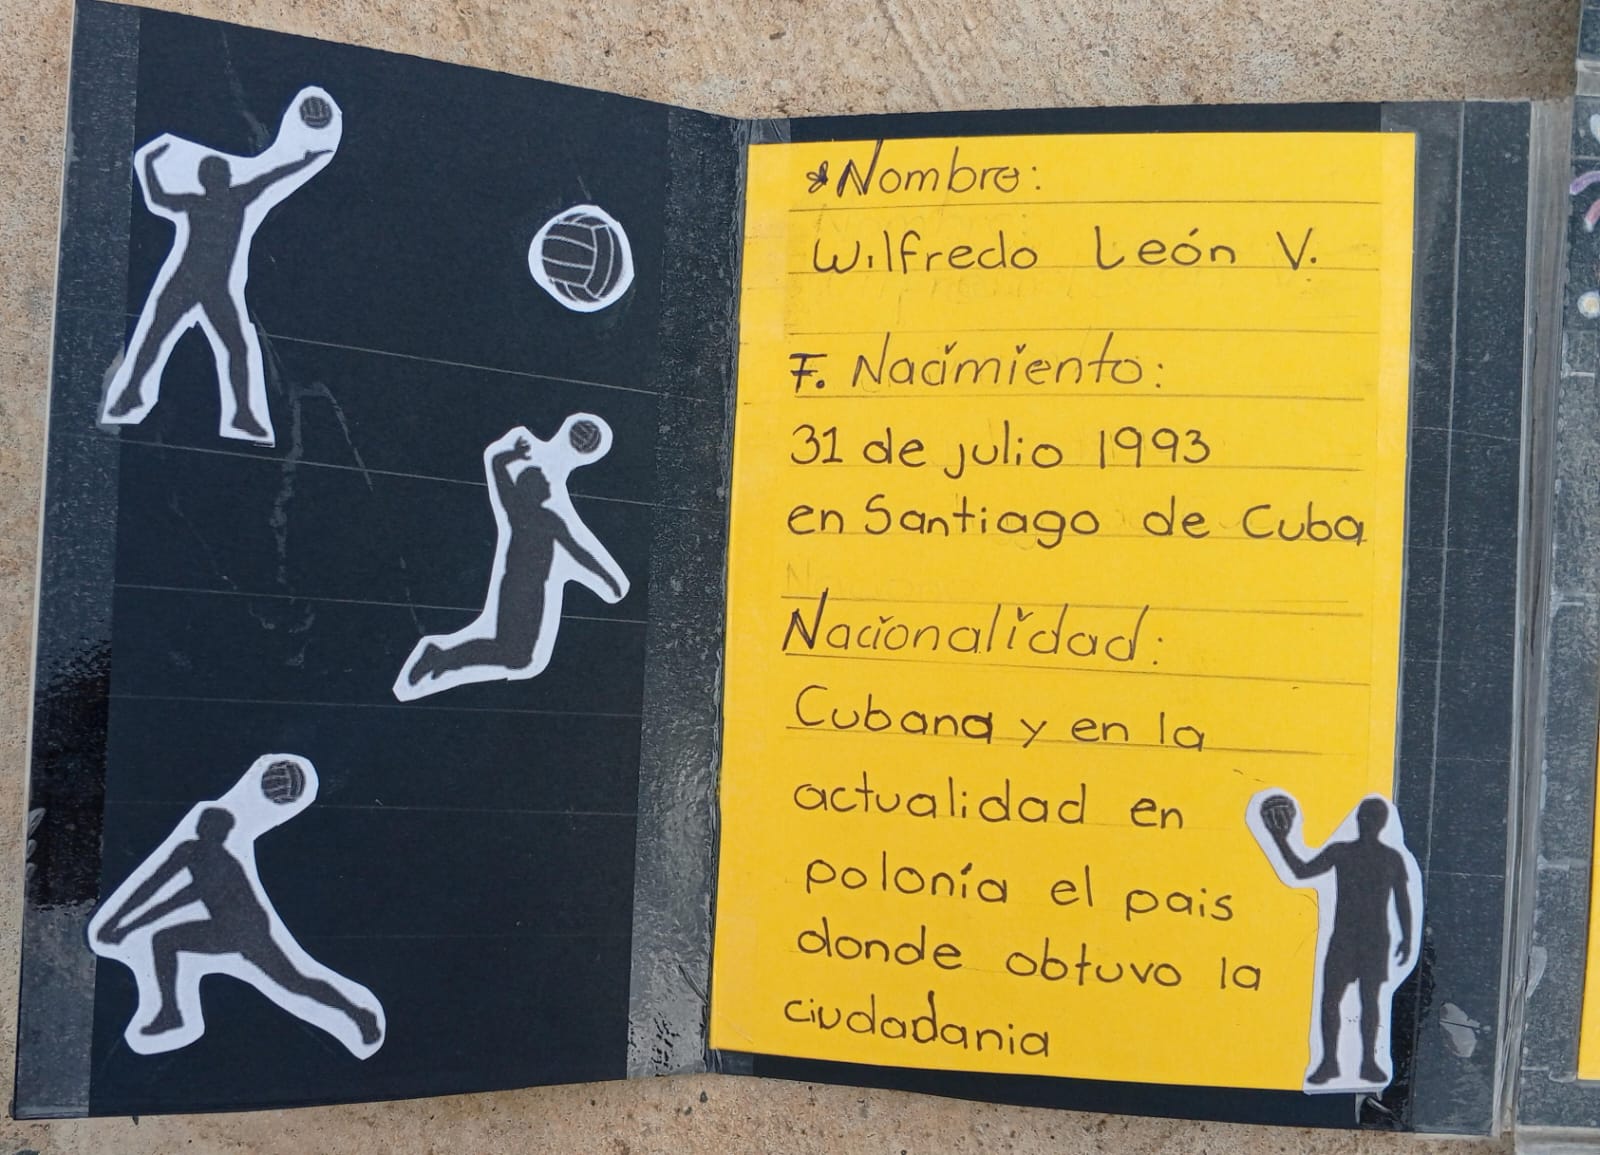 *Nombre:
Wilfredo León V.
F. Nacimiento:
31 de julio 1993
en Santiago de Cuba
Nacionalidad:
Cubana y en la
actualidad en
polonía el pais
donde obtuvo la
ciudadania